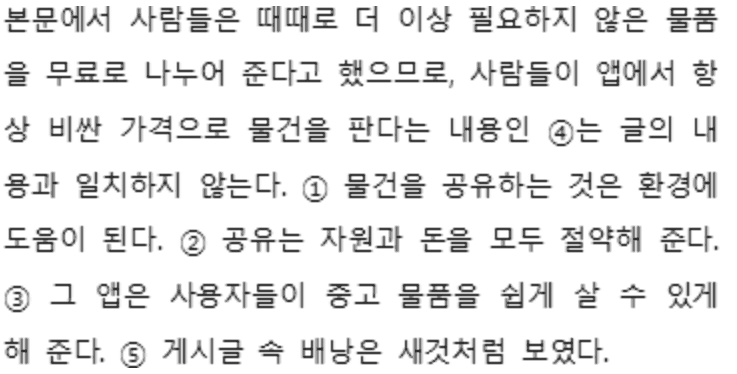 본문에서 사람들은 때때로 더 이상 필요하지 않은 물품
을 무료로 나누어 준다고 했으므로, 사람들이 앱에서 항
상 비싼 가격으로 물건을 판다는 내용인 ④는 글의 내
용과 일치하지 않는다. ① 물건을 공유하는 것은 환경에
도움이 된다. ② 공유는 자원과 돈을 모두 절약해 준다.
③ 그 앱은 사용자들이 중고 물품을 쉽게 살 수 있게
해 준다. ⑤ 게시글 속 배낭은 새것처럼 보였다.